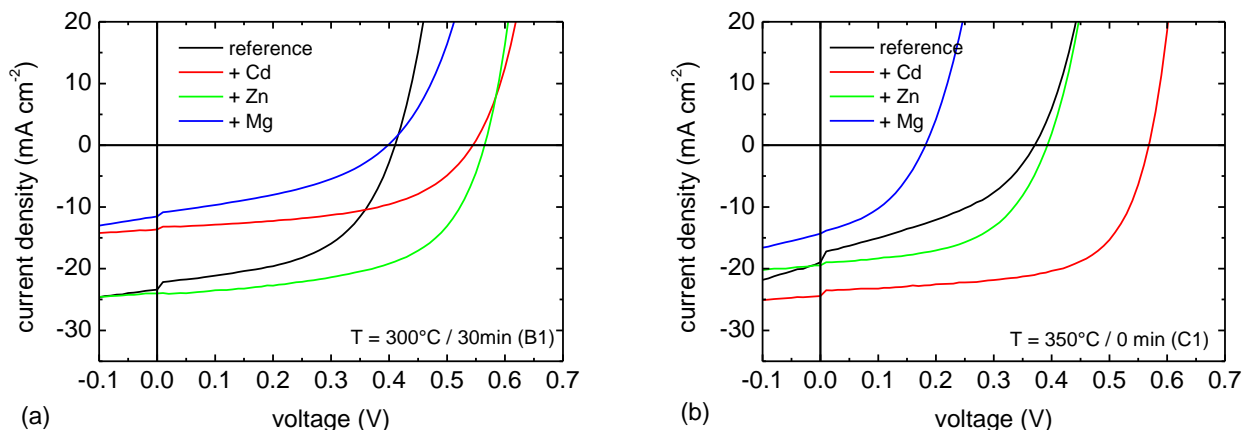 20
10
0
-10
-20
-30
current density (mA cm-2)
reference
+ Cd
+ Zn
+ Mg
T = 300°C / 30min (B1)
-0.1 0.0 0.1 0.2 0.3 0.4 0.5 0.6 0.7
voltage (V)
(a)
20
10
0
-10
-20
-30
current density (mA cm-2)
reference
+ Cd
+ Zn
+ Mg
T = 350°C / 0 min (C1)
-0.1 0.0 0.1 0.2 0.3 0.4 0.5 0.6 0.7
voltage (V)
(b)